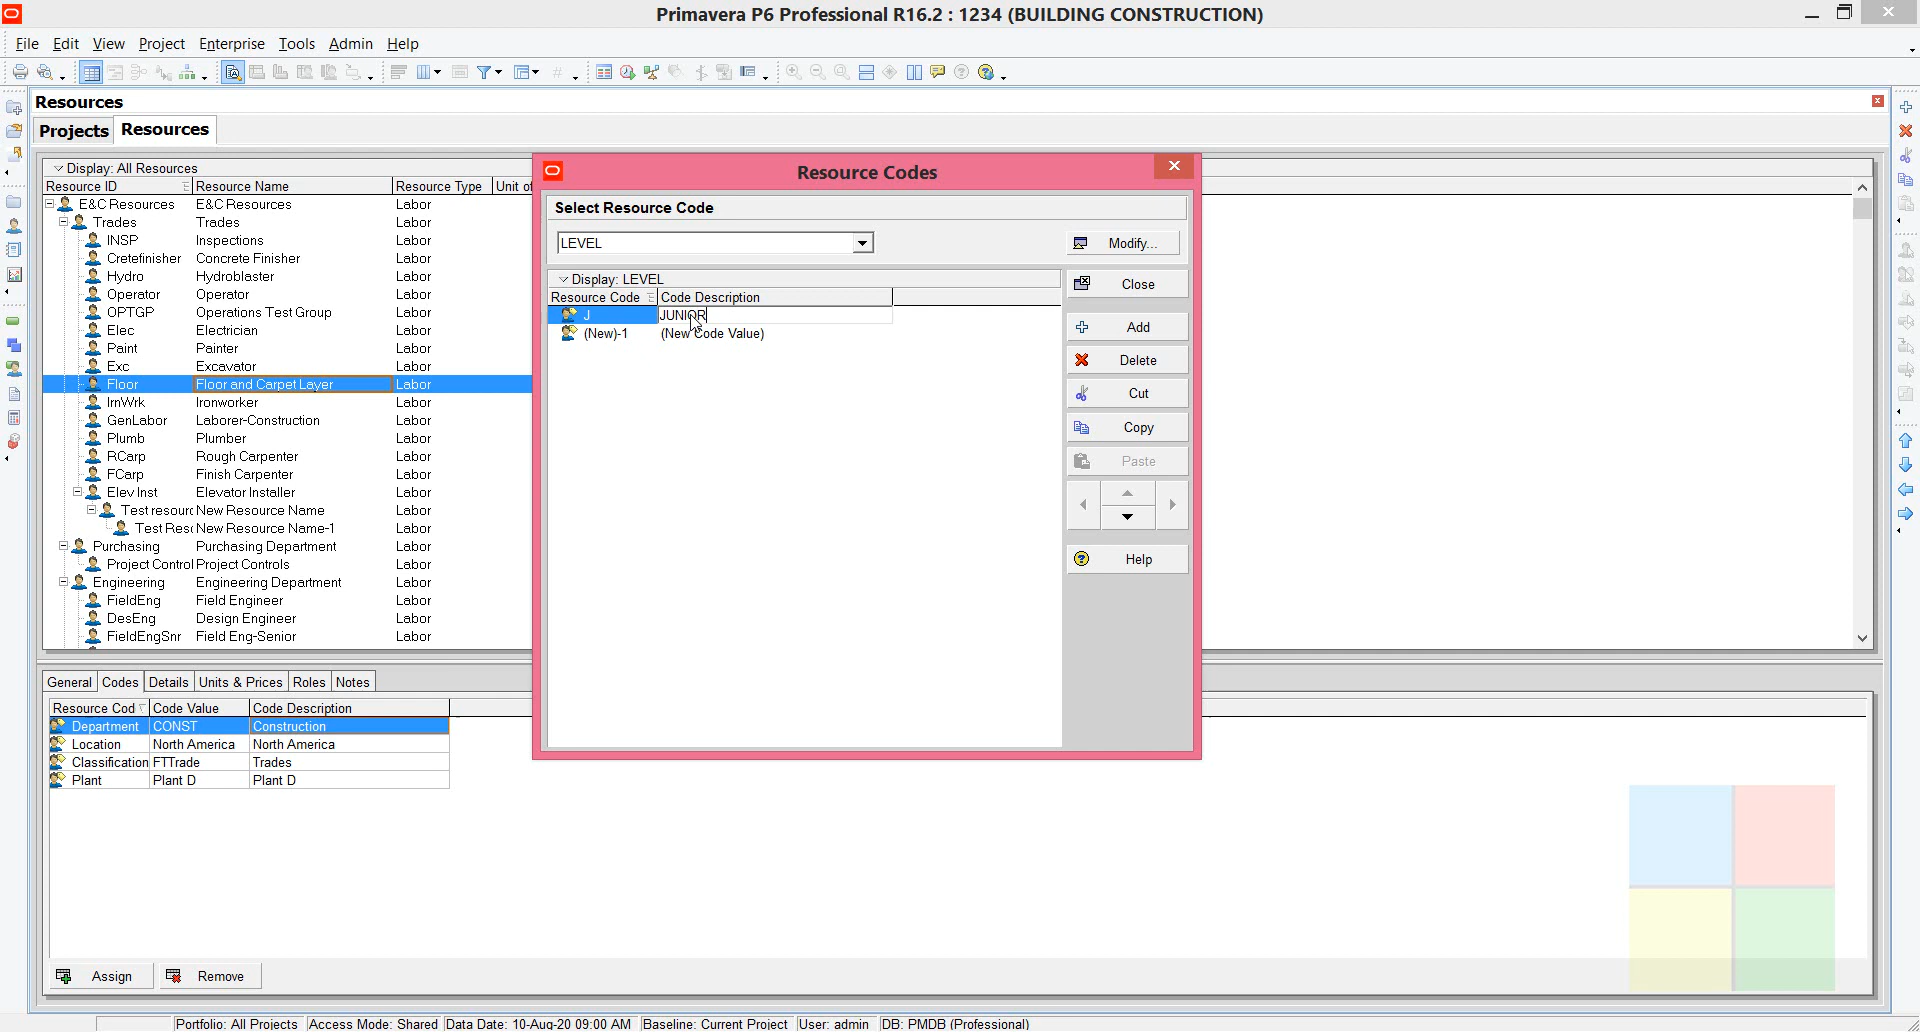 Primavera P6 Professional R16.2 : 1234 (BUILDING CONSTRUCTION)
File Edit View Project Enterprise Tools Admin Help
Resources
Projects Resources
Display: All Resources
Resource ID Resource Name Resource Type Unit of
E&C Resources E&C Resources Labor
Trades Trades Labor
INSP Inspections Labor
Cretefinisher Concrete Finisher Labor
Hydro Hydroblaster Labor
Operator Operator Labor
OPTGP Operations Test Group Labor
Elec Electrician Labor
Paint Painter Labor
Exc Excavator Labor
Floor Floor and Carpet Layer Labor
IrnWrk Ironworker Labor
GenLabor Laborer-Construction Labor
Plumb Plumber Labor
RCarp Rough Carpenter Labor
FCarp Finish Carpenter Labor
Elev Inst Elevator Installer Labor
Test resourc New Resource Name Labor
Test Res New Resource Name-1 Labor
Purchasing Purchasing Department Labor
Project Control Project Controls Labor
Engineering Engineering Department Labor
FieldEng Field Engineer Labor
DesEng Design Engineer Labor
FieldEngSnr Field Eng-Senior Labor
Resource Codes
Select Resource Code
LEVEL
Modify...
Display: LEVEL
Resource Code Code Description
J JUNIOR
(New)-1 (New Code Value)
Close
Add
Delete
Cut
Copy
Paste
Help
General Codes Details Units & Prices Roles Notes
Resource Cod Code Value Code Description
Department CONST Construction
Location North America North America
Classification FTTrade Trades
Plant Plant D Plant D
Assign Remove
Portfolio: All Projects Access Mode: Shared Data Date: 10-Aug-20 09:00 AM Baseline: Current Project User: admin DB: PMDB (Professional)